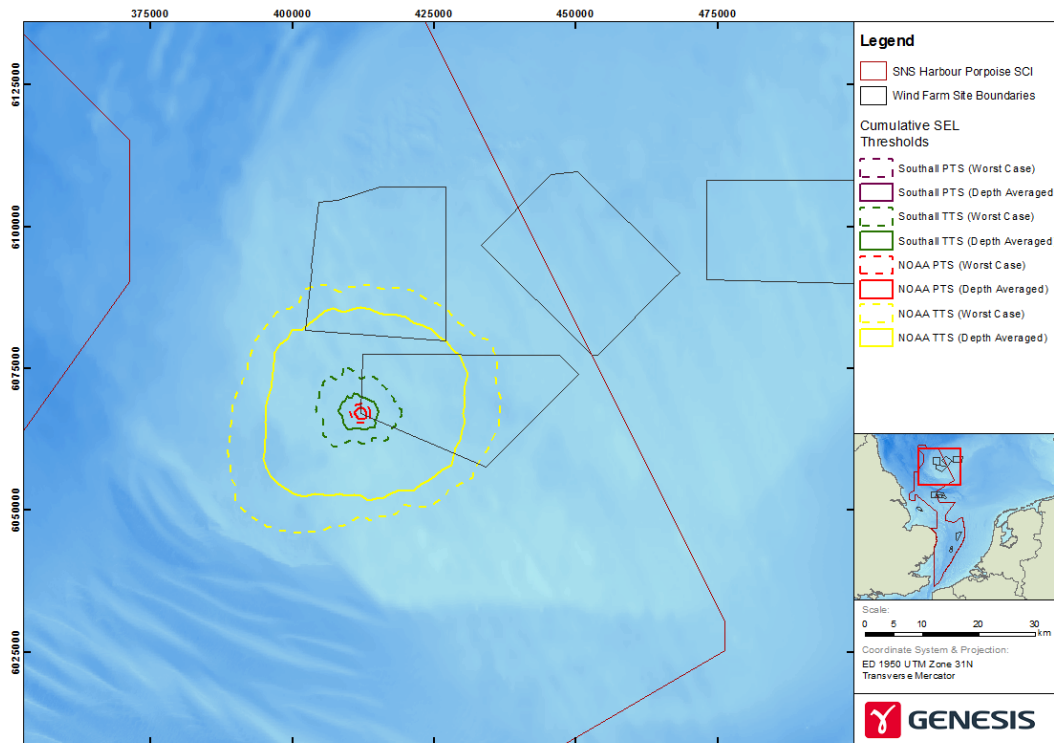 375000
400000
425000
450000
475000
6125000
6100000
6075000
6050000
6025000
Legend
SNS Harbour Porpoise SCI
Wind Farm Site Boundaries
Cumulative SEL
Thresholds
Southall PTS (Worst Case)
Southall PTS (Depth Averaged
Southall TTS (Worst Case)
Southall TTS (Depth Averaged)
NOAA PTS (Worst Case)
NOAA PTS (Depth Averaged)
NOAA TTS (Worst Case)
NOAA TTS (Depth Averaged)
Scale:
0 5 10 20 30
km
Coordinate System & Projection:
ED 1950 UTM Zone 31N
Transverse Mercator
GENESIS